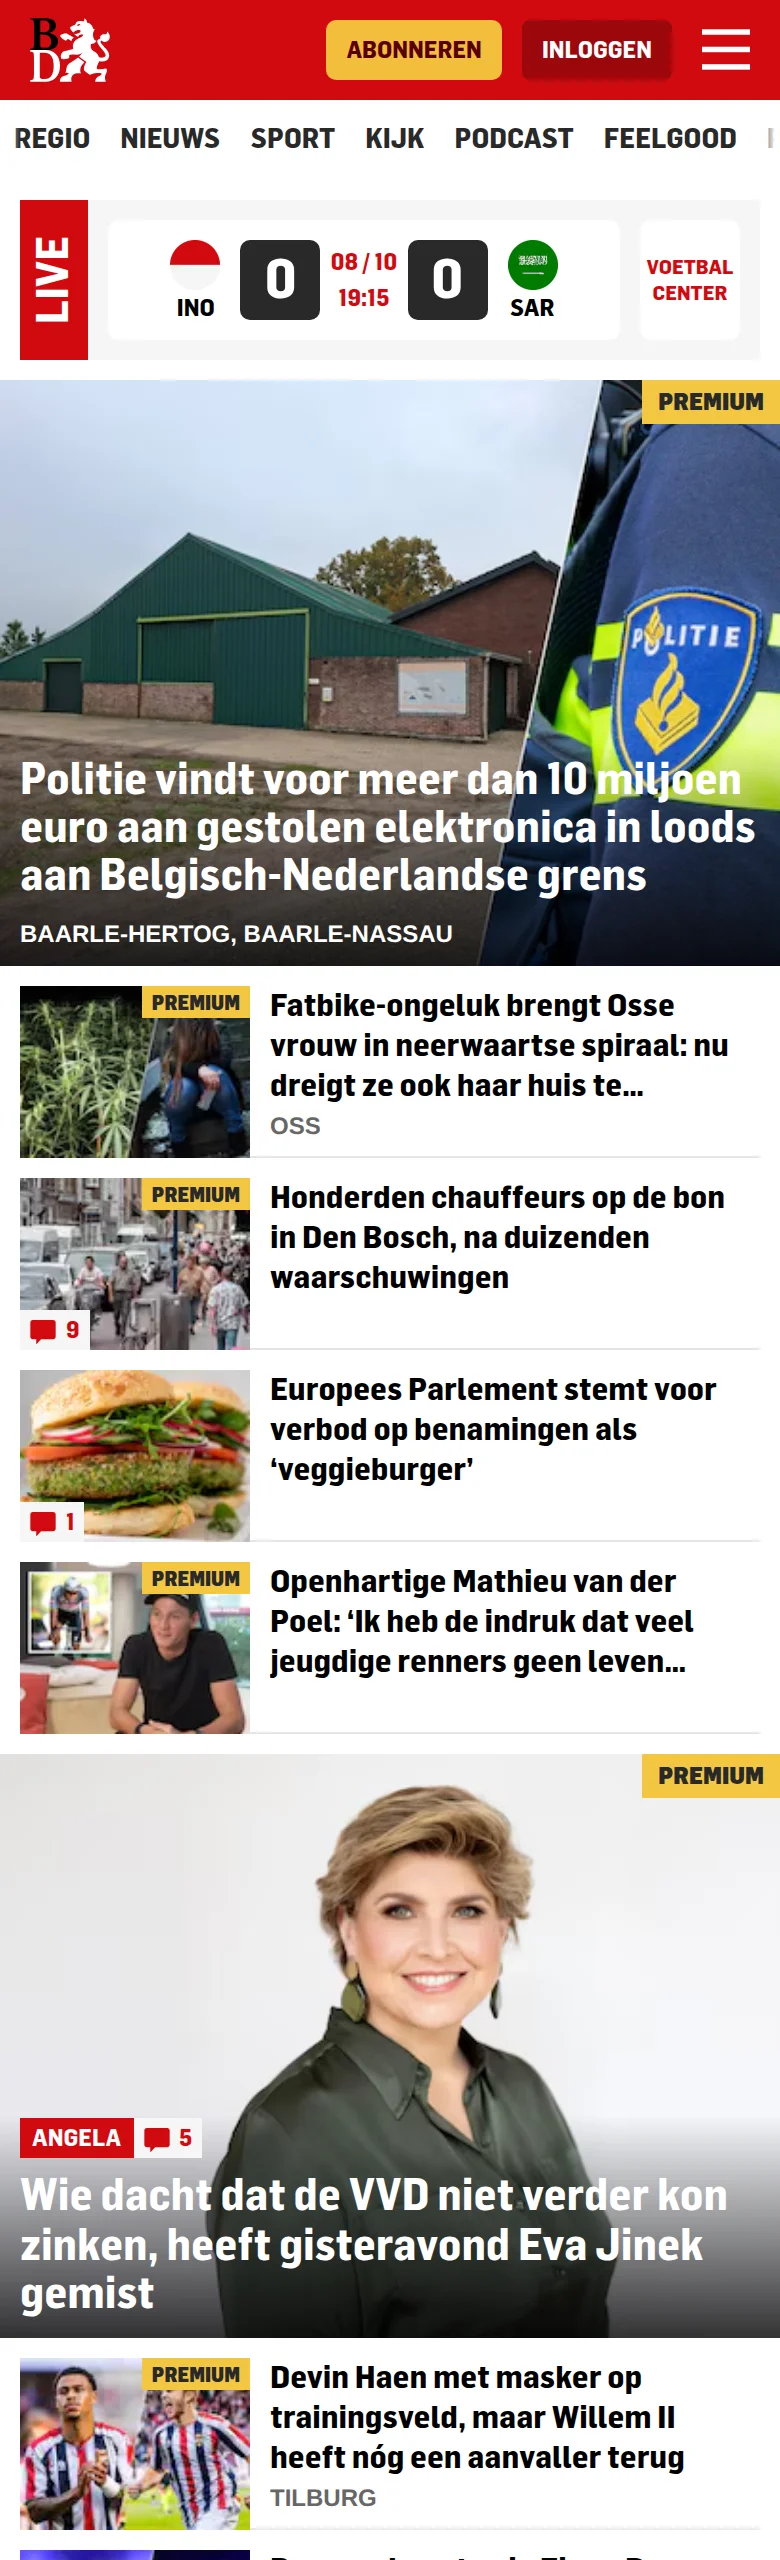 B
D
ABONNEREN
INLOGGEN
REGIO NIEUWS SPORT KIJK PODCAST FEELGOOD
LIVE
INO
0
08 / 10
19:15
0
SAR
VOETBAL
CENTER
PREMIUM
POLITIE
Politie vindt voor meer dan 10 miljoen
euro aan gestolen elektronica in loods
aan Belgisch-Nederlandse grens
BAARLE-HERTOG, BAARLE-NASSAU
PREMIUM
Fatbike-ongeluk brengt Osse
vrouw in neerwaartse spiraal: nu
dreigt ze ook haar huis te...
OSS
PREMIUM
9
Honderden chauffeurs op de bon
in Den Bosch, na duizenden
waarschuwingen
1
Europees Parlement stemt voor
verbod op benamingen als
‘veggieburger’
PREMIUM
Openhartige Mathieu van der
Poel: ‘Ik heb de indruk dat veel
jeugdige renners geen leven...
PREMIUM
ANGELA
5
Wie dacht dat de VVD niet verder kon
zinken, heeft gisteravond Eva Jinek
gemist
PREMIUM
Devin Haen met masker op
trainingsveld, maar Willem II
heeft nóg een aanvaller terug
TILBURG